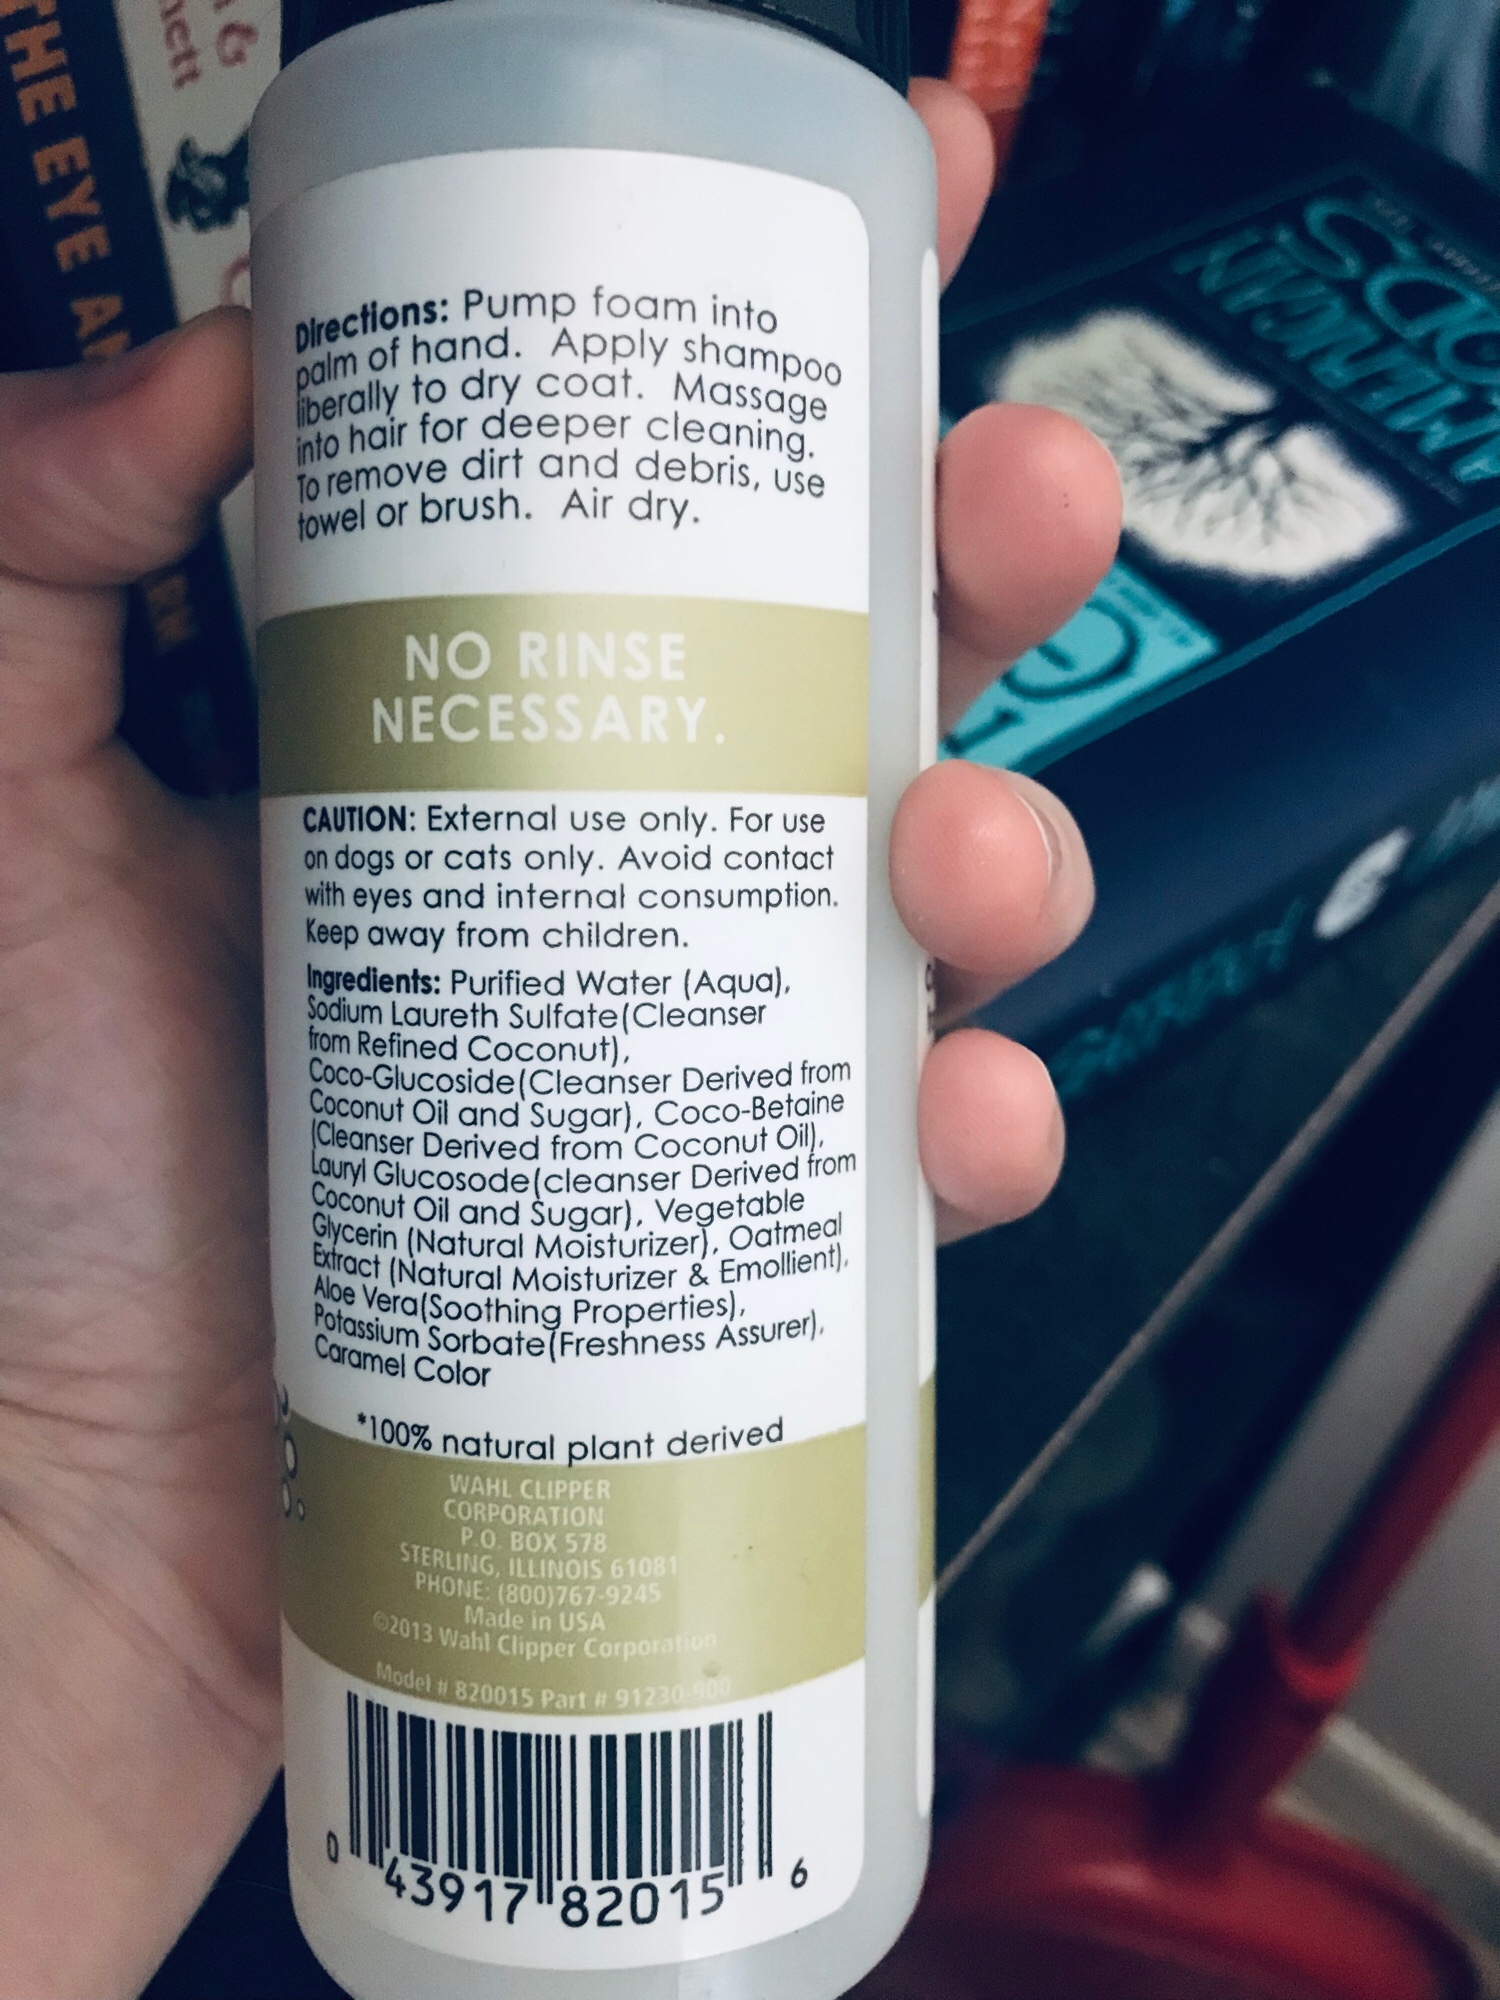 THE EYE AN
&
nett
Directions: Pump foam into
palm of hand. Apply shampoo
liberally to dry coat. Massage
into hair for deeper cleaning.
To remove dirt and debris, use
towel or brush. Air dry.
NO RINSE
NECESSARY.
CAUTION: External use only. For use
on dogs or cats only. Avoid contact
with eyes and internal consumption.
Keep away from children.
Ingredients: Purified Water (Aqua),
Sodium Laureth Sulfate(Cleanser
from Refined Coconut),
Coco-Glucoside(Cleanser Derived from
Coconut Oil and Sugar), Coco-Betaine
(Cleanser Derived from Coconut Oil),
Lauryl Glucosode(cleanser Derived from
Coconut Oil and Sugar), Vegetable
Glycerin (Natural Moisturizer), Oatmeal
Extract (Natural Moisturizer & Emollient),
Aloe Vera(Soothing Properties),
Potassium Sorbate(Freshness Assurer),
Caramel Color
*100% natural plant derived
WAHL CLIPPER
CORPORATION
P.O. BOX 578
STERLING, ILLINOIS 61081
PHONE: (800)767-9245
Made in USA
©2013 Wahl Clipper Corporation
Model # 820015 Part # 91230-900
0 43917 82015 6
AMERICAN